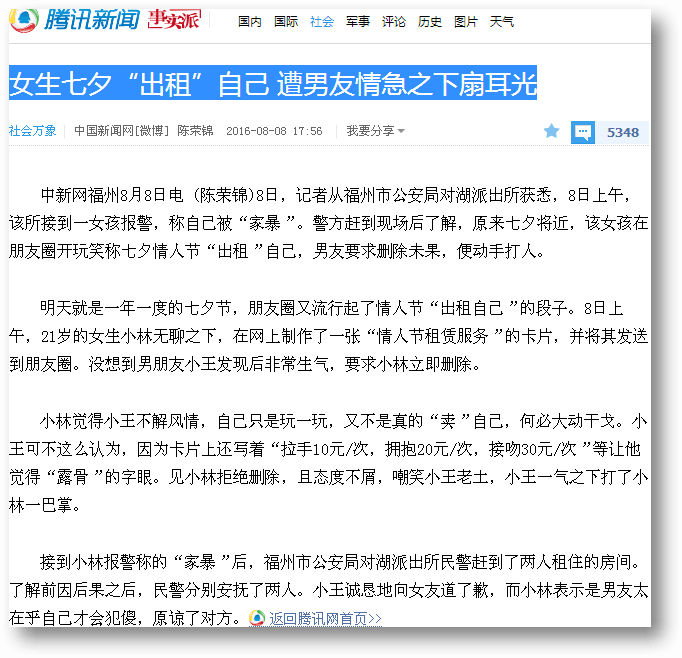 腾讯新闻 事实派 国内 国际 社会 军事 评论 历史 图片 天气
女生七夕“出租”自己 遭男友情急之下扇耳光
社会万象 中国新闻网[微博] 陈荣锦 2016-08-08 17:56 我要分享 5348
中新网福州8月8日电 (陈荣锦)8日，记者从福州市公安局对湖派出所获悉，8日上午，
该所接到一女孩报警，称自己被“家暴”。警方赶到现场后了解，原来七夕将近，该女孩在
朋友圈开玩笑称七夕情人节“出租”自己，男友要求删除未果，便动手打人。
明天就是一年一度的七夕节，朋友圈又流行起了情人节“出租自己”的段子。8日上
午，21岁的女生小林无聊之下，在网上制作了一张“情人节租赁服务”的卡片，并将其发送
到朋友圈。没想到男朋友小王发现后非常生气，要求小林立即删除。
小林觉得小王不解风情，自己只是玩一玩，又不是真的“卖”自己，何必大动干戈。小
王可不这么认为，因为卡片上还写着“拉手10元/次，拥抱20元/次，接吻30元/次”等让他
觉得“露骨”的字眼。见小林拒绝删除，且态度不屑，嘲笑小王老土，小王一气之下打了小
林一巴掌。
接到小林报警称的“家暴”后，福州市公安局对湖派出所民警赶到了两人租住的房间。
了解前因后果之后，民警分别安抚了两人。小王诚恳地向女友道了歉，而小林表示是男友太
在乎自己才会犯傻，原谅了对方。 返回腾讯网首页>>